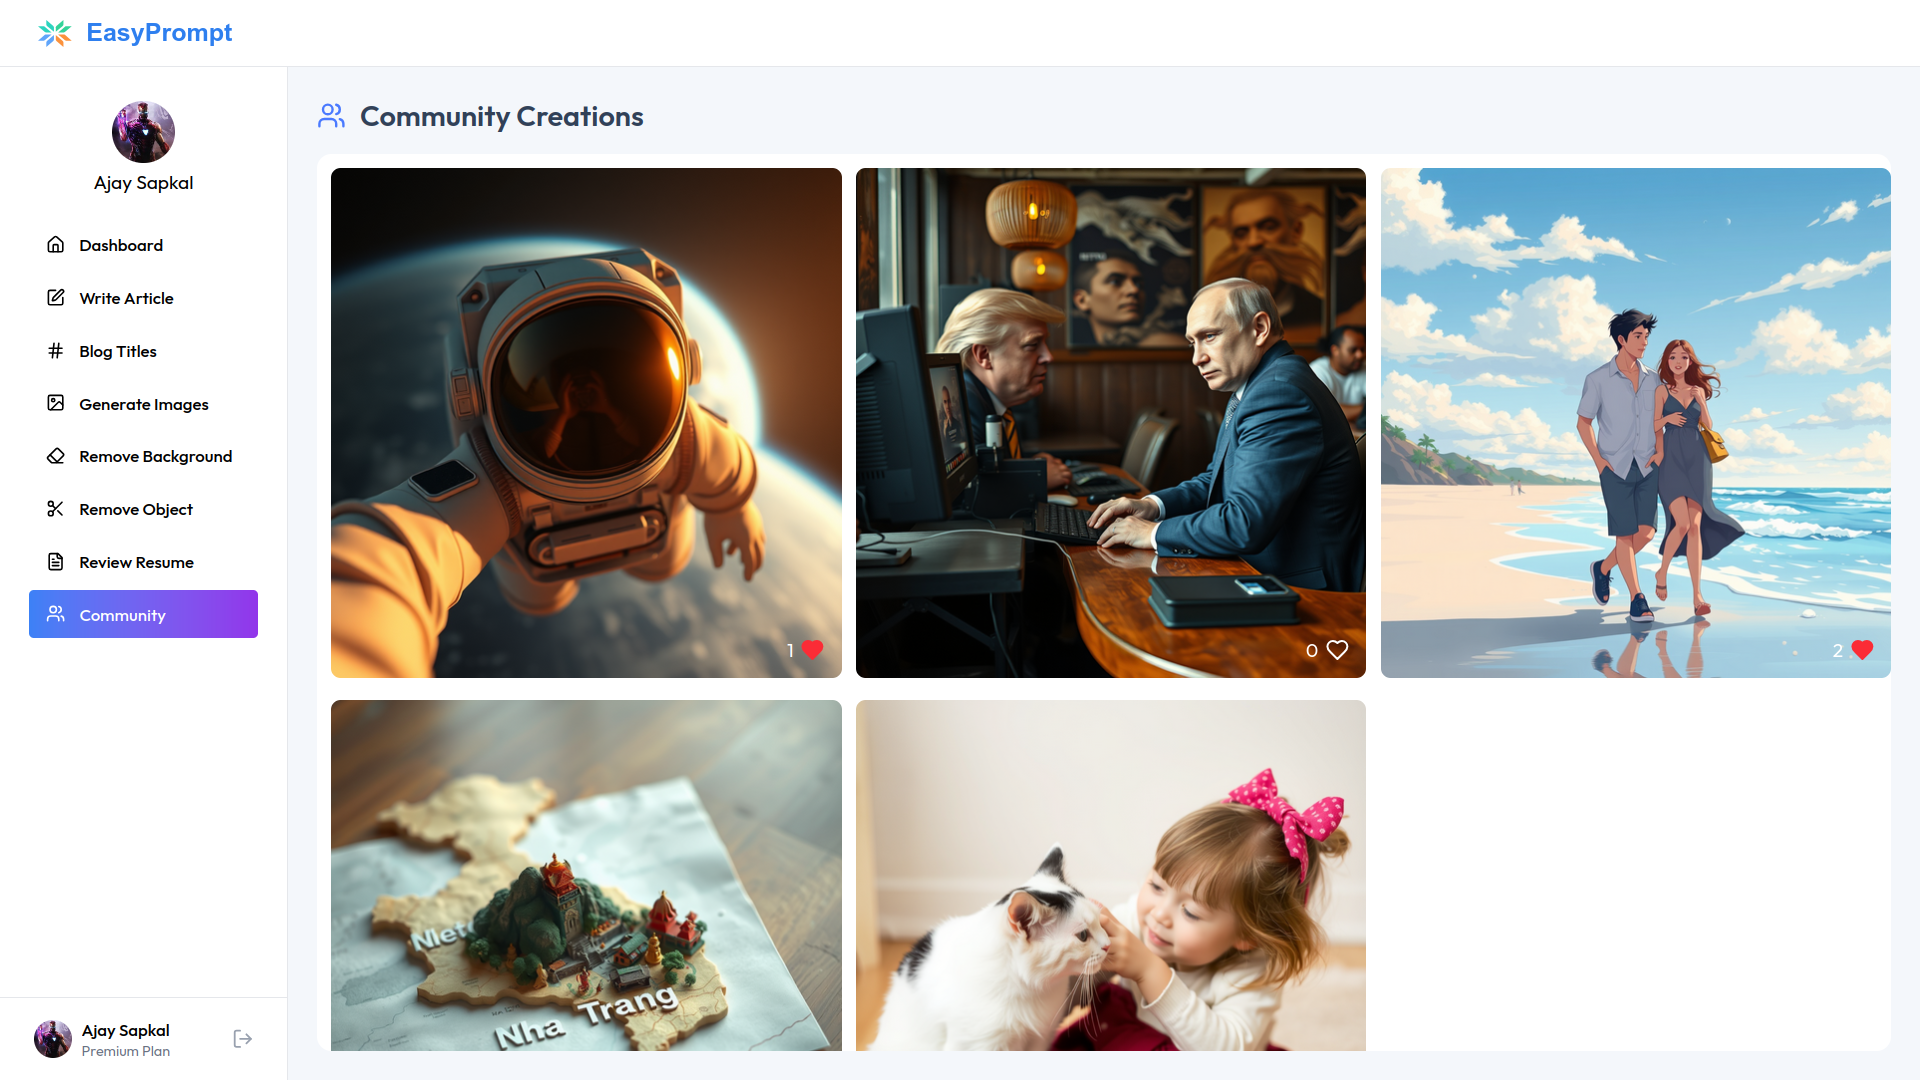 EasyPrompt
Ajay Sapkal
Dashboard
Write Article
Blog Titles
Generate Images
Remove Background
Remove Object
Review Resume
Community
Ajay Sapkal
Premium Plan
Community Creations
1
0
2
Niet
Nha Trang